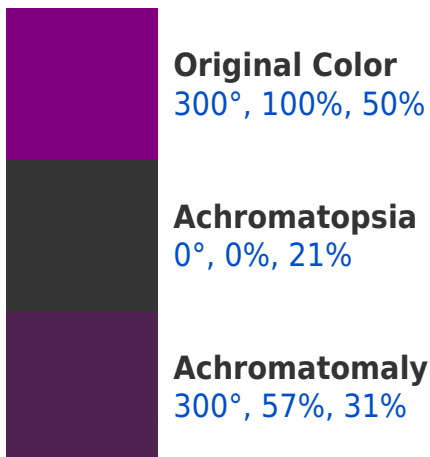 Original Color
300°, 100%, 50%
Achromatopsia
0°, 0%, 21%
Achromatomaly
300°, 57%, 31%